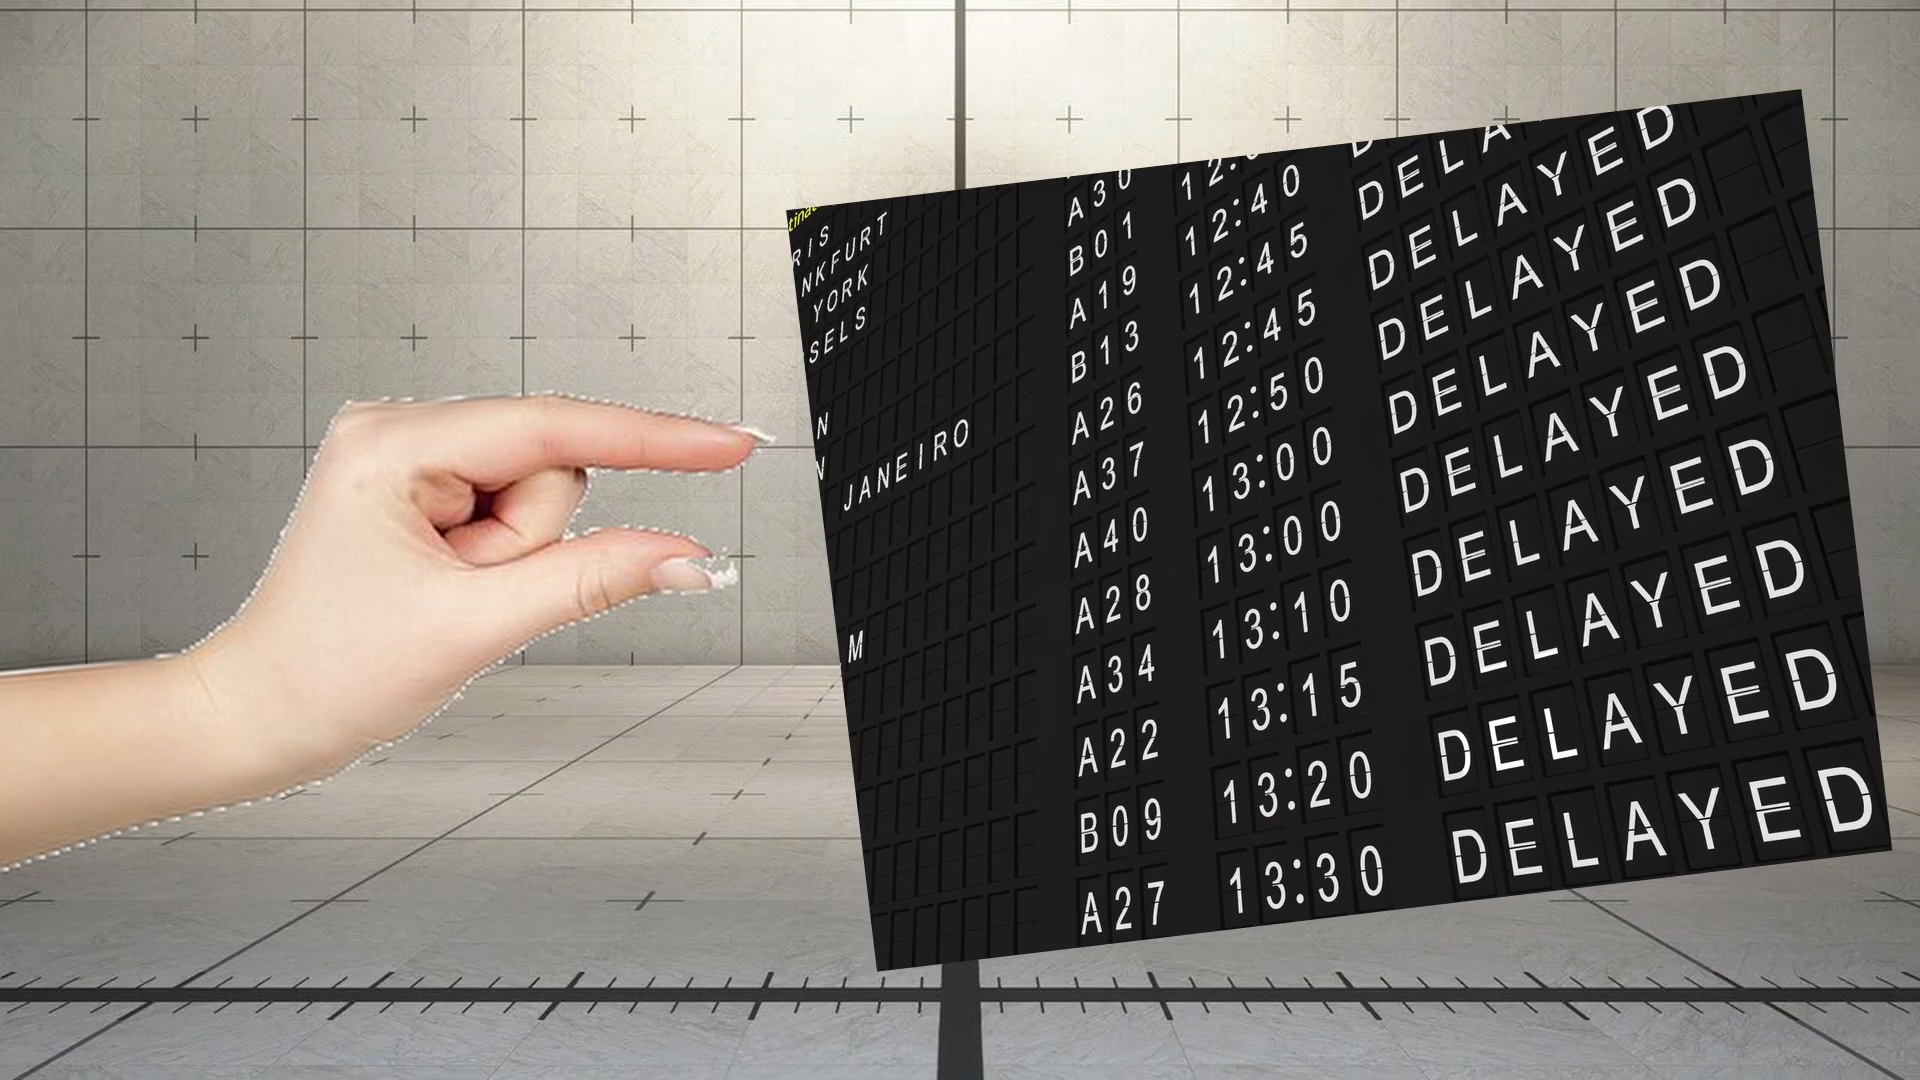 RIS
NKFURT
YORK
SELS A30
N B01
N A19 12:40
JANEIRO B13 12:45 DELA
A26 12:45 DELAYED
A37 12:50 DELAYED
M A40 13:00 DELAYED
A28 13:00 DELAYED
A34 13:10 DELAYED
A22 13:15 DELAYED
B09 13:20 DELAYED
A27 13:30 DELAYED